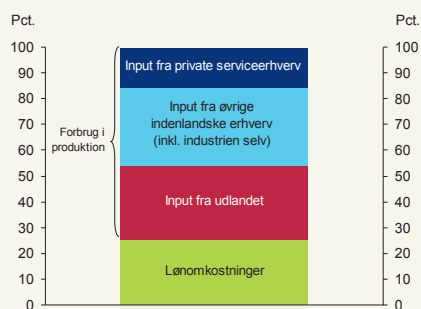 Pct.
Pct.
100
90
80
70
60
50
40
30
20
10
0
Forbrug i
produktion
Input fra private serviceerhverv
Input fra øvrige
indenlandske erhverv
(inkl. industrien selv)
Input fra udlandet
Lønomkostninger
100
90
80
70
60
50
40
30
20
10
0